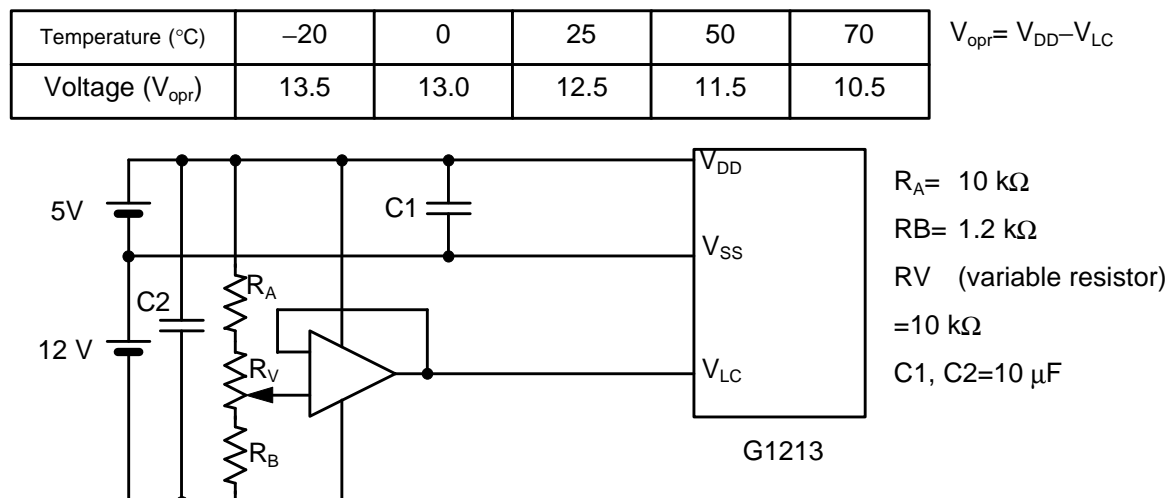 Temperature (°C) −20 0 25 50 70
Voltage (Vopr) 13.5 13.0 12.5 11.5 10.5
Vopr= VDD−VLC
VDD
5V
C1
VSS
RA
C2
12 V
RV
VLC
RB
G1213
RA= 10 kΩ
RB= 1.2 kΩ
RV (variable resistor)
=10 kΩ
C1, C2=10 μF